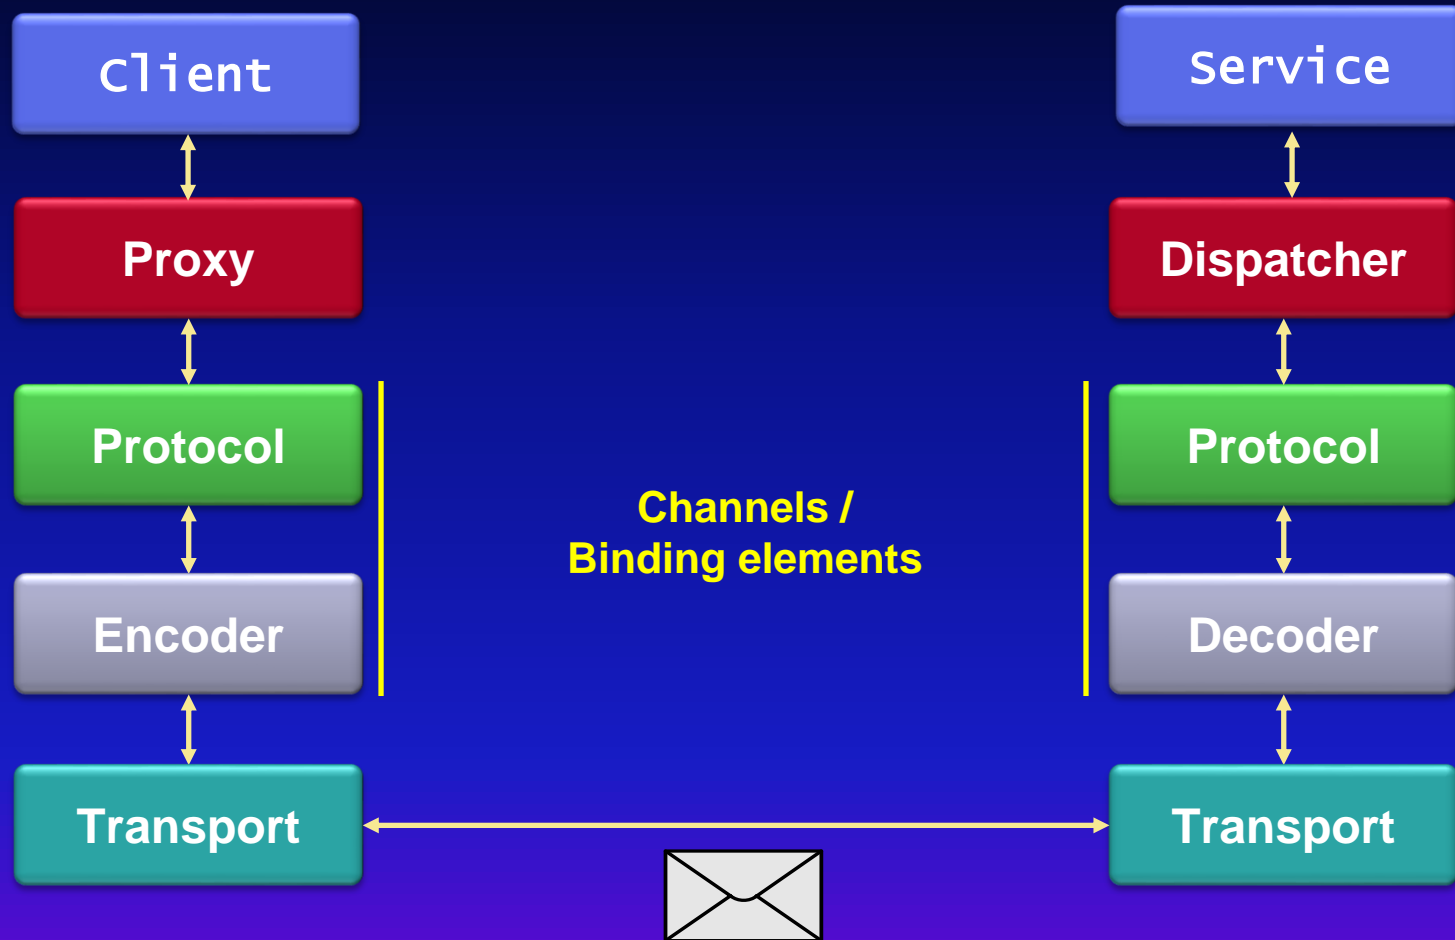 Client
Service
Proxy
Dispatcher
Protocol
Protocol
Channels /
Binding elements
Encoder
Decoder
Transport
Transport